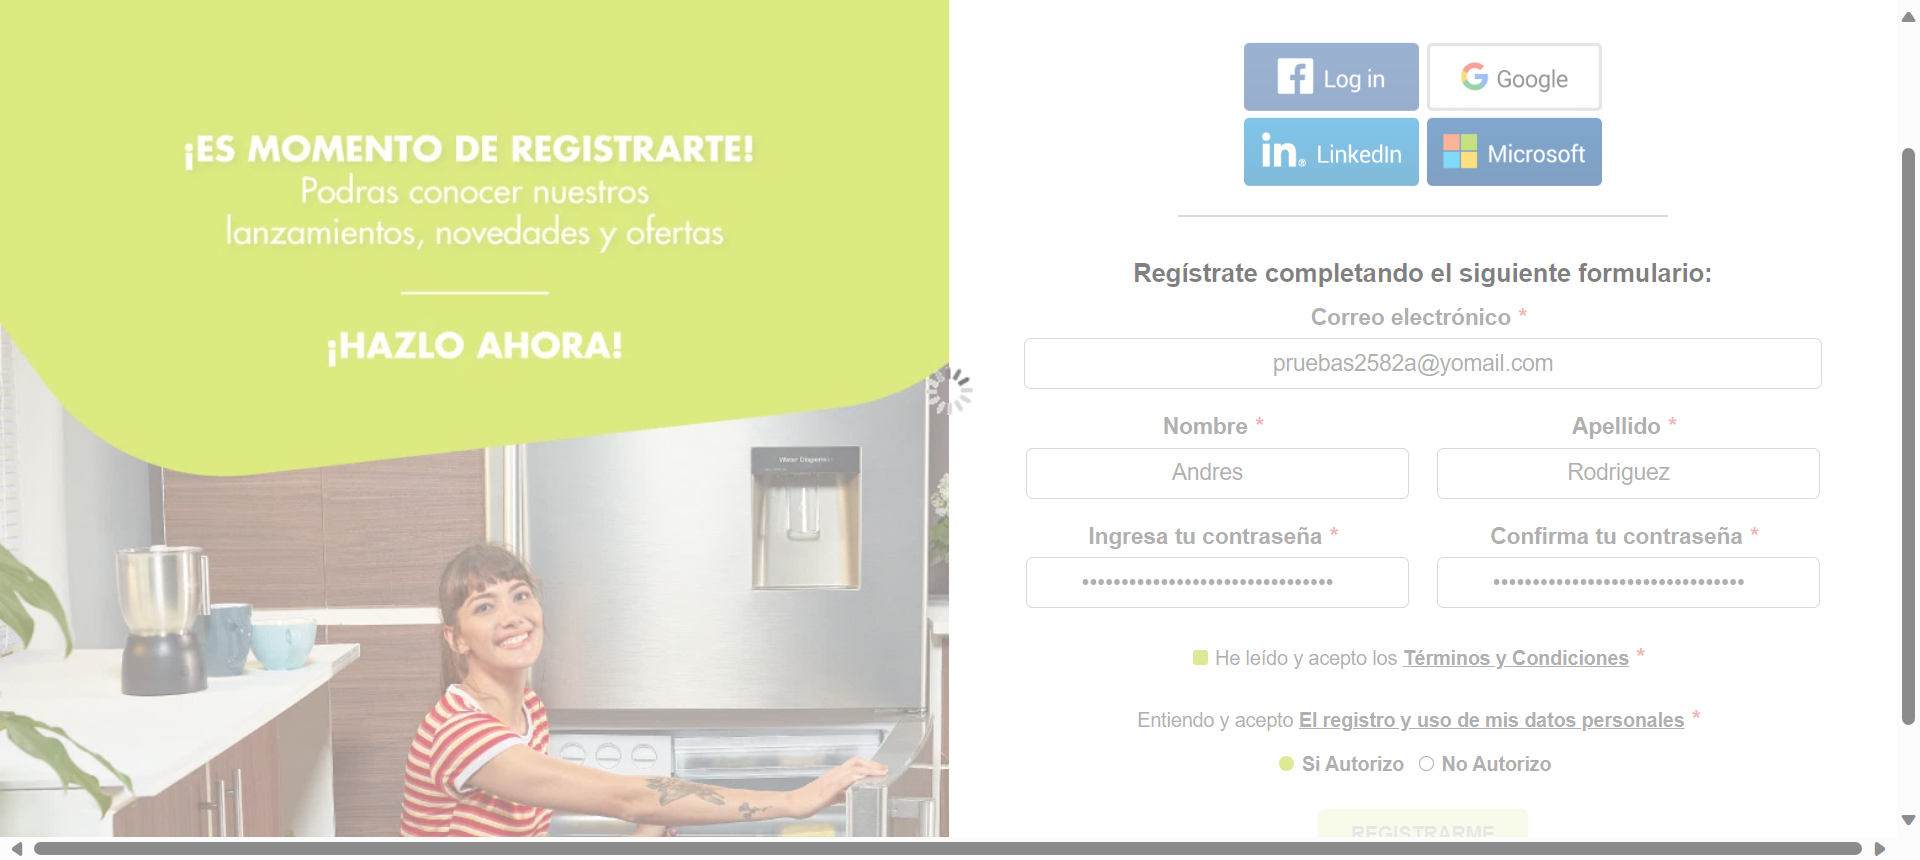 ¡ES MOMENTO DE REGISTRARTE!
Podras conocer nuestros
lanzamientos, novedades y ofertas
¡HAZLO AHORA!
Water Dispenser
Log in
Google
in® LinkedIn
Microsoft
Regístrate completando el siguiente formulario:
Correo electrónico *
pruebas2582a@yomail.com
Nombre *
Apellido *
Andres
Rodriguez
Ingresa tu contraseña *
Confirma tu contraseña *
••••••••••••••••••••••••••••••••
••••••••••••••••••••••••••••••••
He leído y acepto los Términos y Condiciones *
Entiendo y acepto El registro y uso de mis datos personales *
Si Autorizo
No Autorizo
REGISTRARME